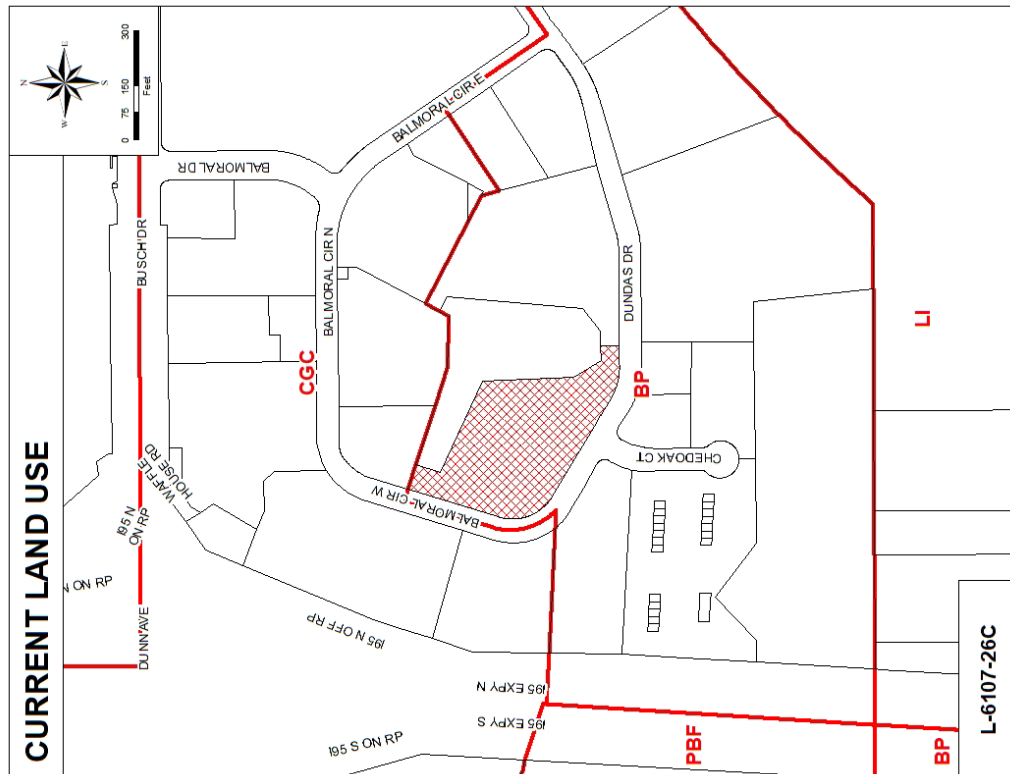 CURRENT LAND USE
N
E
W
S
0 75 150 300
Feet
BALMORAL DR
BUSCH DR
BALMORAL CIR E
BALMORAL CIR N
CGC
WAFFLE
HOUSE RD
I95 N
ON RP
N ON RP
DUNN AVE
I95 N OFF RP
BALMORAL CIR W
DUNDAS DR
BP
CHEDOAK CT
LI
I95 EXPY N
I95 EXPY S
I95 S ON RP
PBF
BP
L-6107-26C